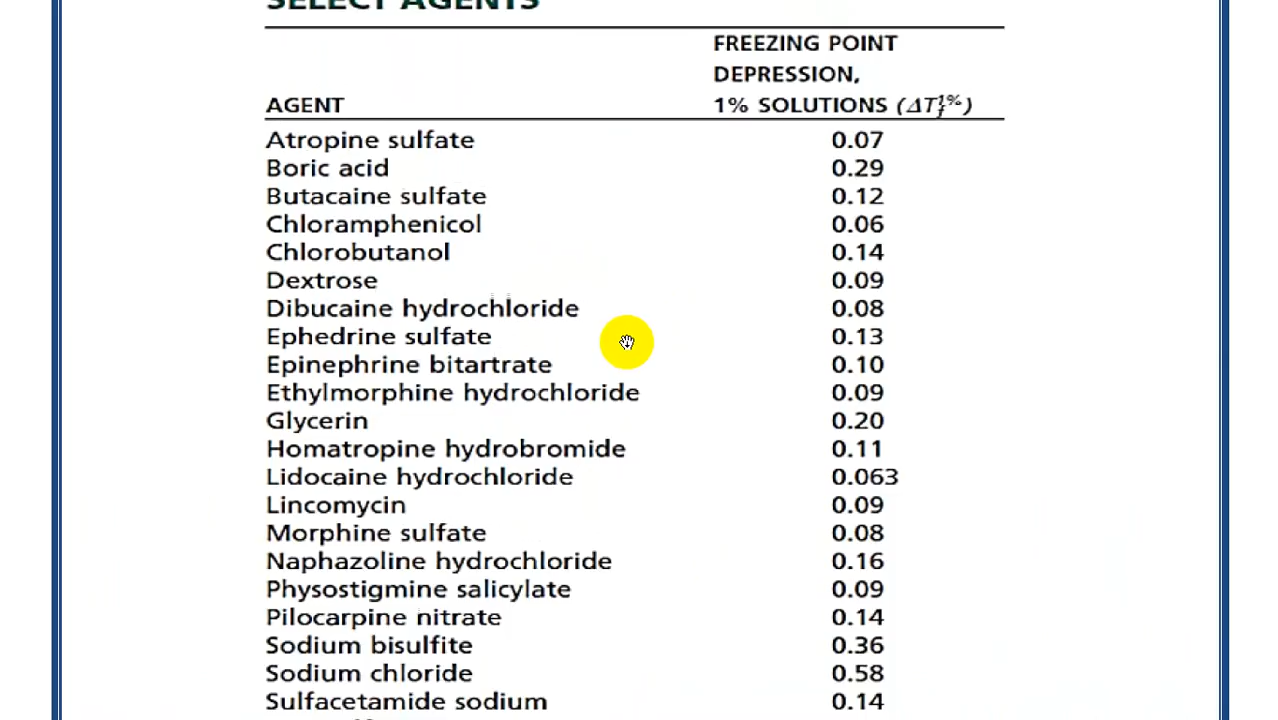 SELECT AGENTS
FREEZING POINT
DEPRESSION,
AGENT 1% SOLUTIONS (ΔT_f^1%)
Atropine sulfate 0.07
Boric acid 0.29
Butacaine sulfate 0.12
Chloramphenicol 0.06
Chlorobutanol 0.14
Dextrose 0.09
Dibucaine hydrochloride 0.08
Ephedrine sulfate 0.13
Epinephrine bitartrate 0.10
Ethylmorphine hydrochloride 0.09
Glycerin 0.20
Homatropine hydrobromide 0.11
Lidocaine hydrochloride 0.063
Lincomycin 0.09
Morphine sulfate 0.08
Naphazoline hydrochloride 0.16
Physostigmine salicylate 0.09
Pilocarpine nitrate 0.14
Sodium bisulfite 0.36
Sodium chloride 0.58
Sulfacetamide sodium 0.14